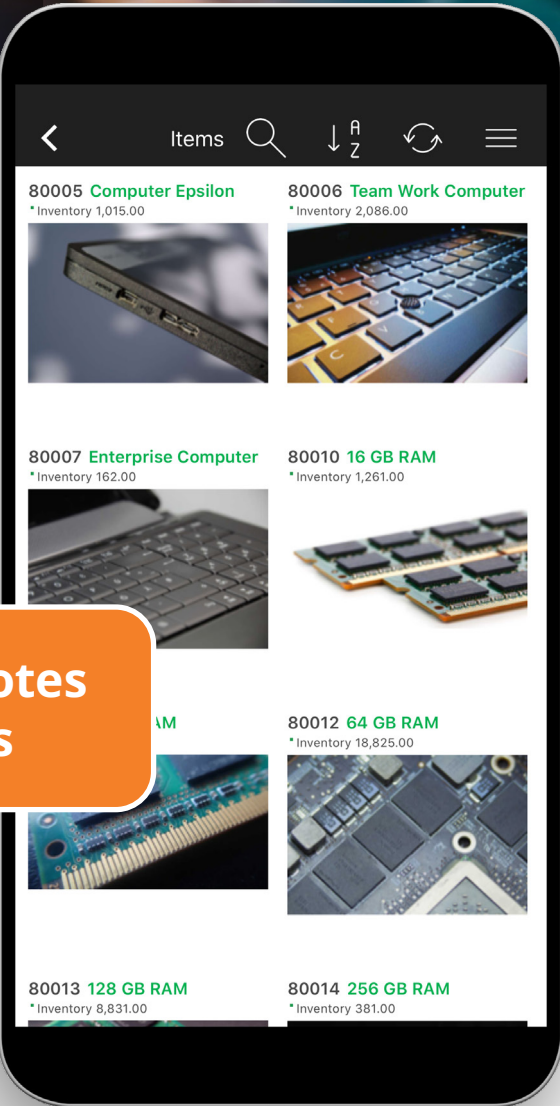 Items
A
Z
80005 Computer Epsilon
Inventory 1,015.00
80006 Team Work Computer
Inventory 2,086.00
80007 Enterprise Computer
Inventory 162.00
80010 16 GB RAM
Inventory 1,261.00
80012 64 GB RAM
Inventory 18,825.00
80013 128 GB RAM
Inventory 8,831.00
80014 256 GB RAM
Inventory 381.00